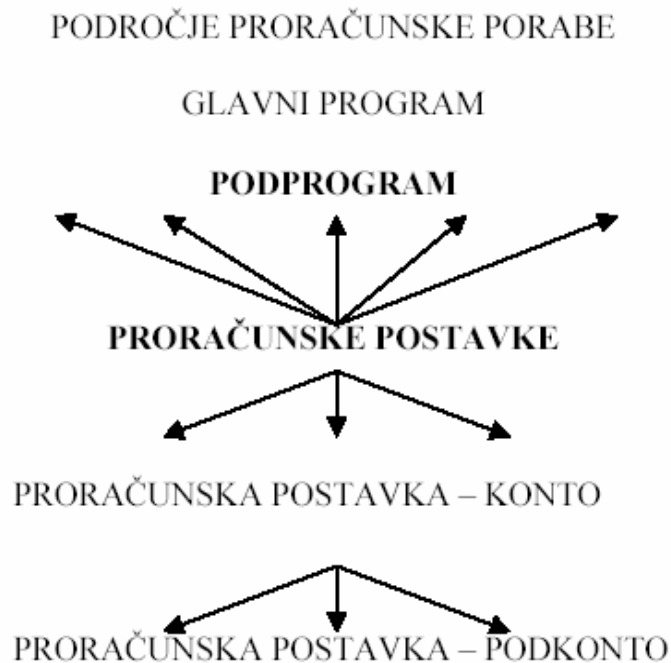 PODROČJE PRORAČUNSKE PORABE
GLAVNI PROGRAM
PODPROGRAM
PRORAČUNSKE POSTAVKE
PRORAČUNSKA POSTAVKA – KONTO
PRORAČUNSKA POSTAVKA – PODKONTO